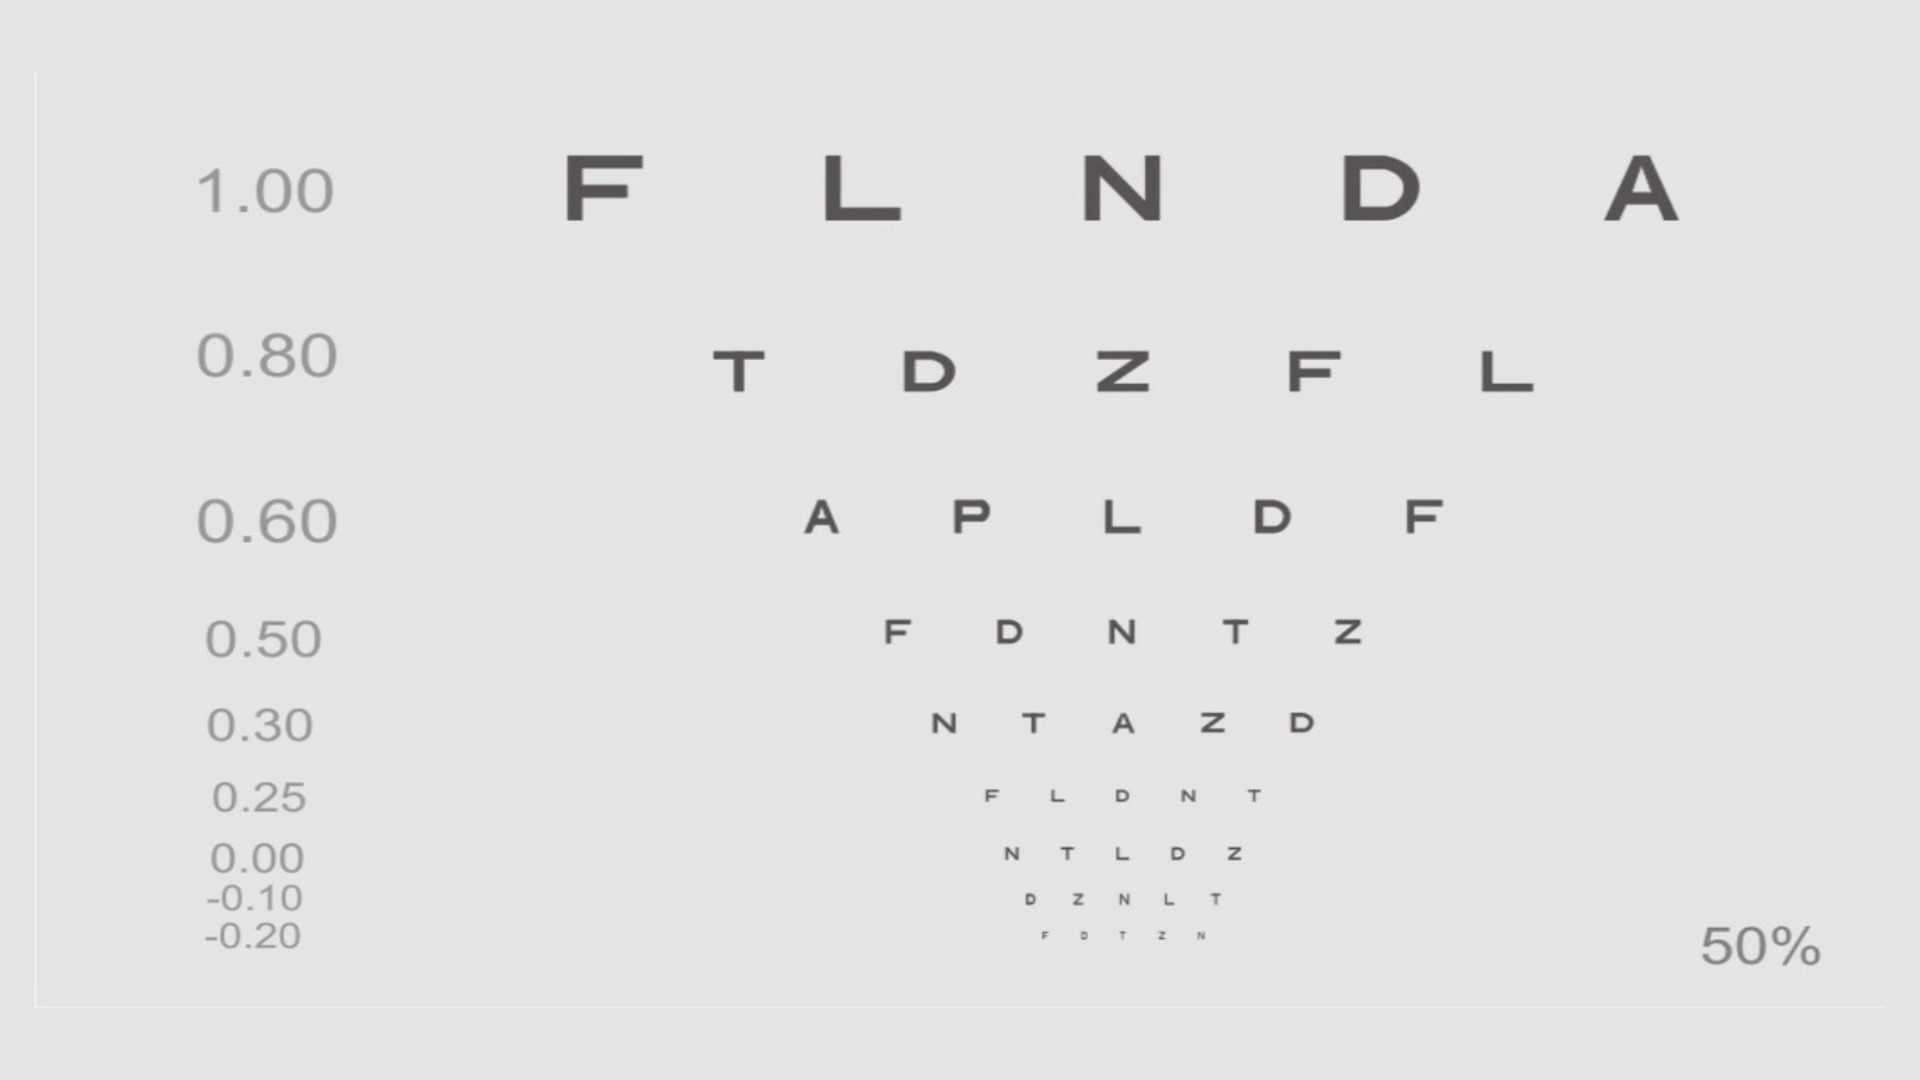 1.00 F L N D A
0.80 T D Z F L
0.60 A P L D F
0.50 F D N T Z
0.30 N T A Z D
0.25 F L D N T
0.00 N T L D Z
-0.10 D Z N L T
-0.20 F D T Z N
50%